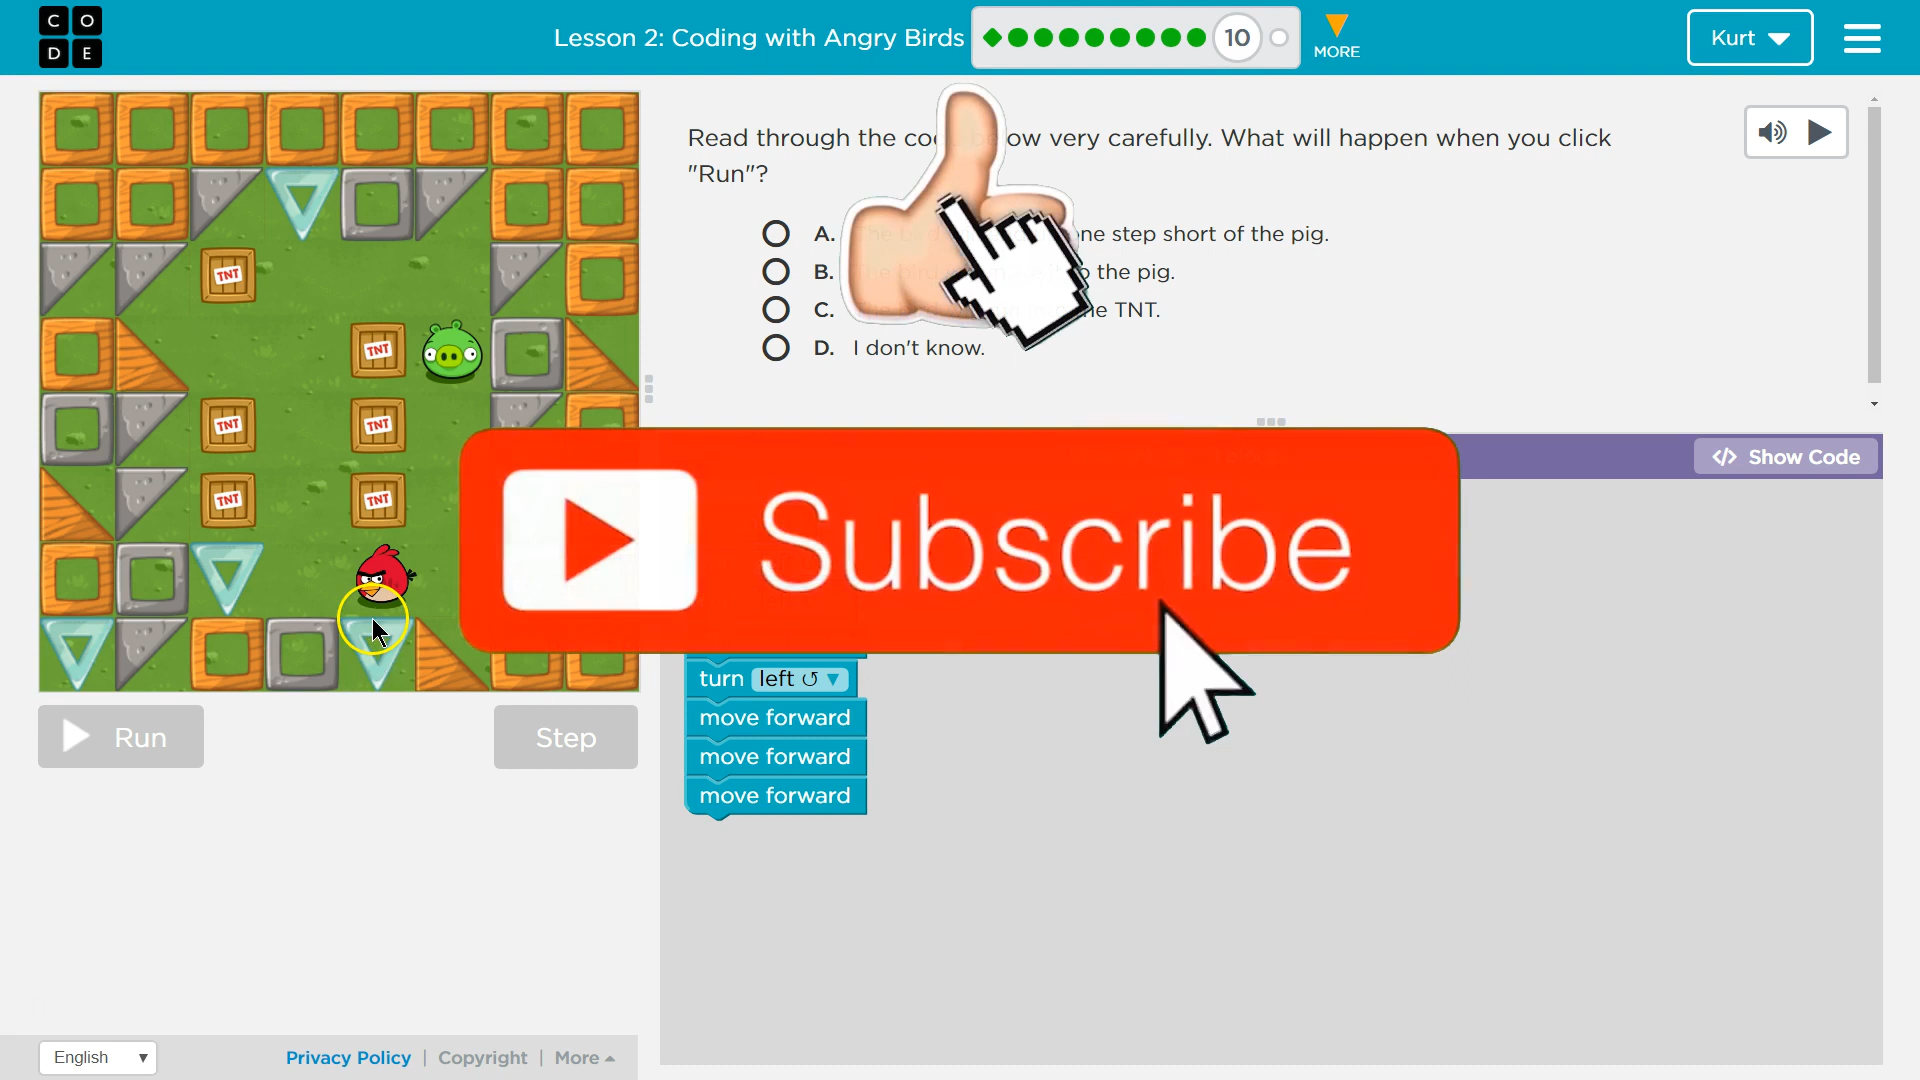 C O
D E
Lesson 2: Coding with Angry Birds
10
MORE
Kurt
Read through the ow very carefully. What will happen when you click
"Run"?
A. one step short of the pig.
B. the pig.
C. the TNT.
D. I don't know.
TNT
TNT
TNT
TNT
TNT
TNT
Show Code
Subscribe
turn left
move forward
move forward
move forward
Run
Step
English
Privacy Policy | Copyright | More